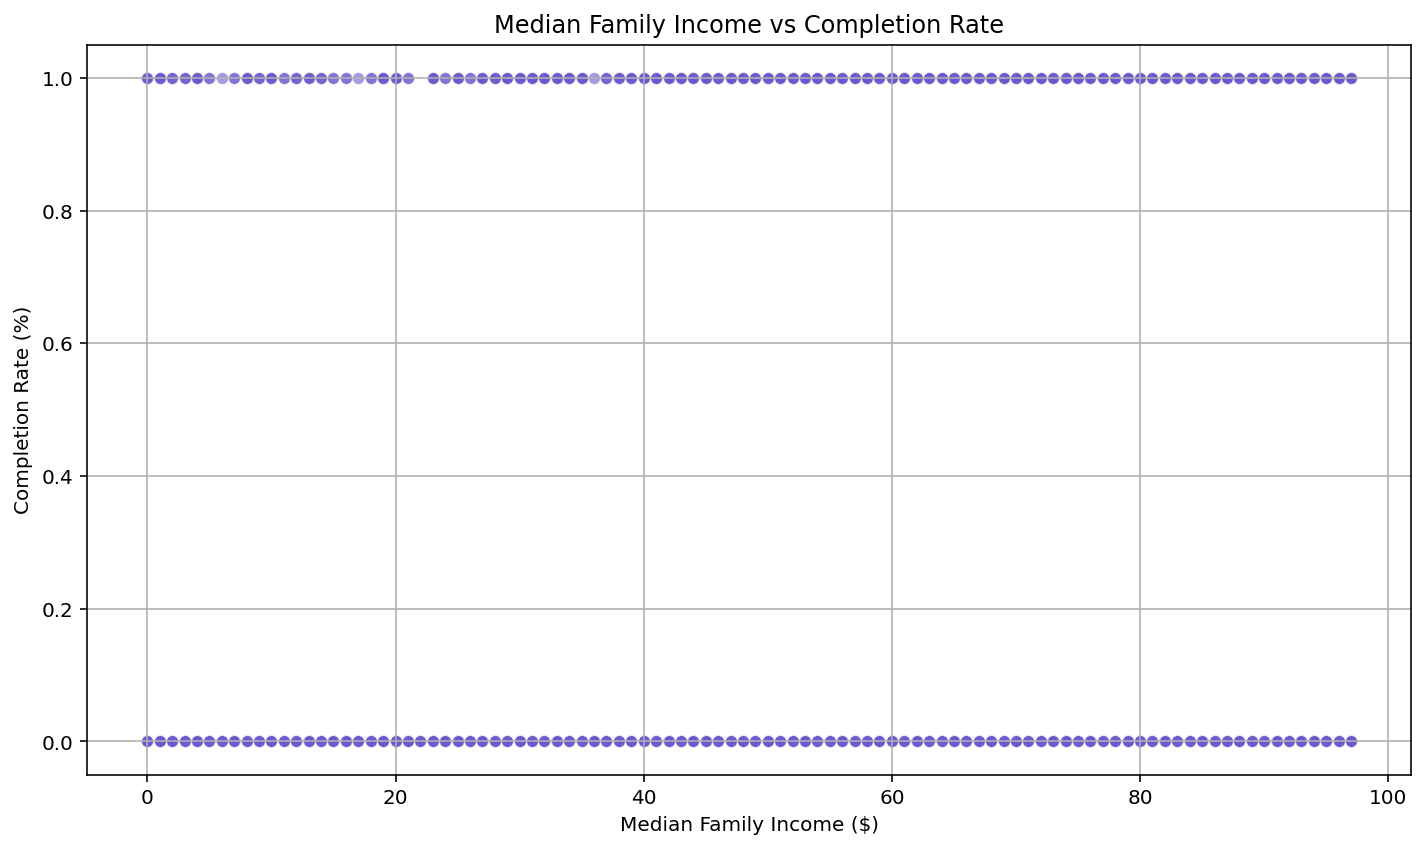 Median Family Income vs Completion Rate
Completion Rate (%)
1.0
0.8
0.6
0.4
0.2
0.0
0 20 40 60 80 100
Median Family Income ($)